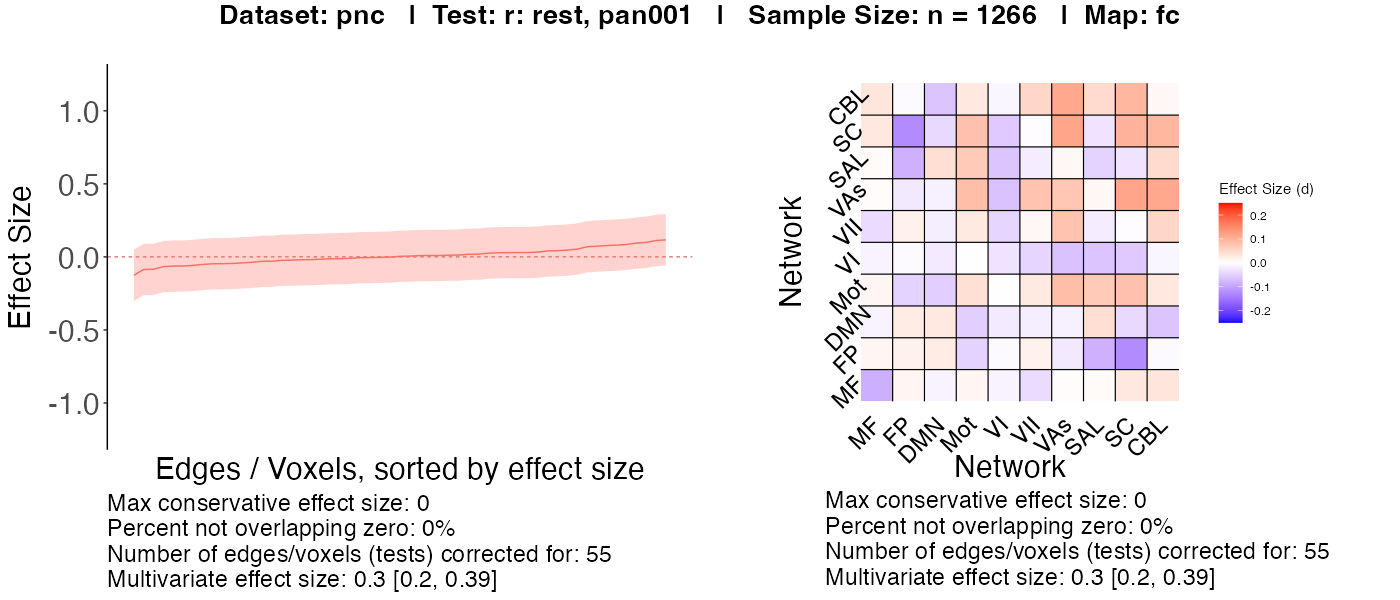 Dataset: pnc | Test: r: rest, pan001 | Sample Size: n = 1266 | Map: fc
Effect Size
1.0
0.5
0.0
-0.5
-1.0
Edges / Voxels, sorted by effect size
Max conservative effect size: 0
Percent not overlapping zero: 0%
Number of edges/voxels (tests) corrected for: 55
Multivariate effect size: 0.3 [0.2, 0.39]
Network
CBL
SC
SAL
VAs
VII
VI
Mot
DMN
FP
MF
MF
FP
DMN
Mot
VI
VII
VAs
SAL
SC
CBL
Network
Effect Size (d)
0.2
0.1
0.0
-0.1
-0.2
Max conservative effect size: 0
Percent not overlapping zero: 0%
Number of edges/voxels (tests) corrected for: 55
Multivariate effect size: 0.3 [0.2, 0.39]